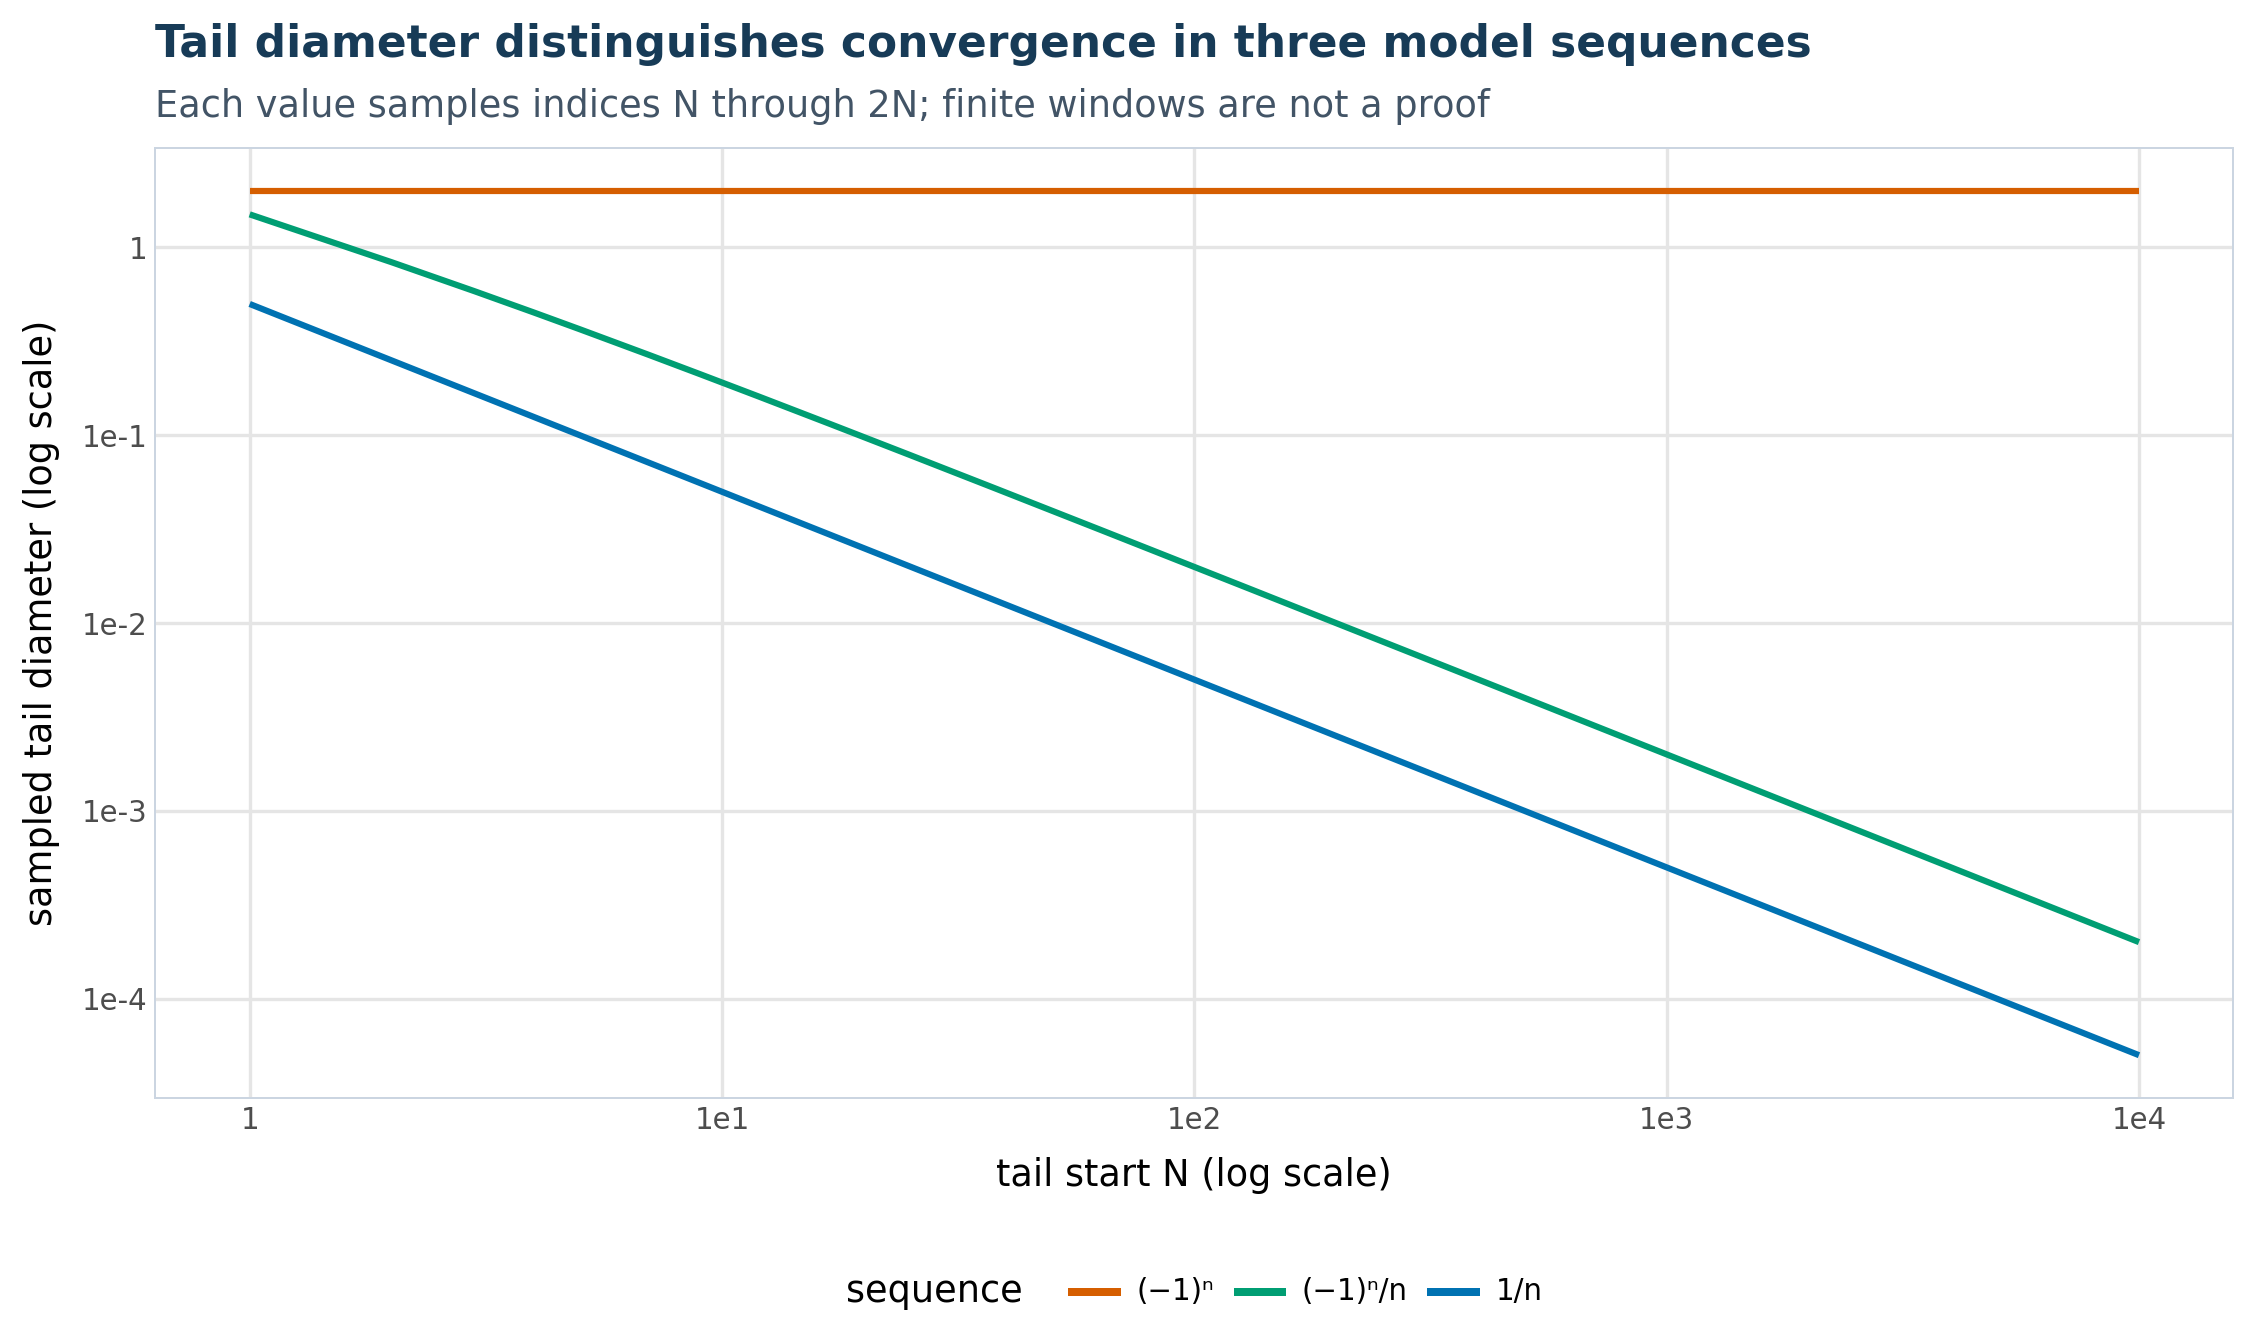 Tail diameter distinguishes convergence in three model sequences
Each value samples indices N through 2N; finite windows are not a proof
sampled tail diameter (log scale)
1
1e-1
1e-2
1e-3
1e-4
1 1e1 1e2 1e3 1e4
tail start N (log scale)
sequence (−1)ⁿ (−1)ⁿ/n 1/n